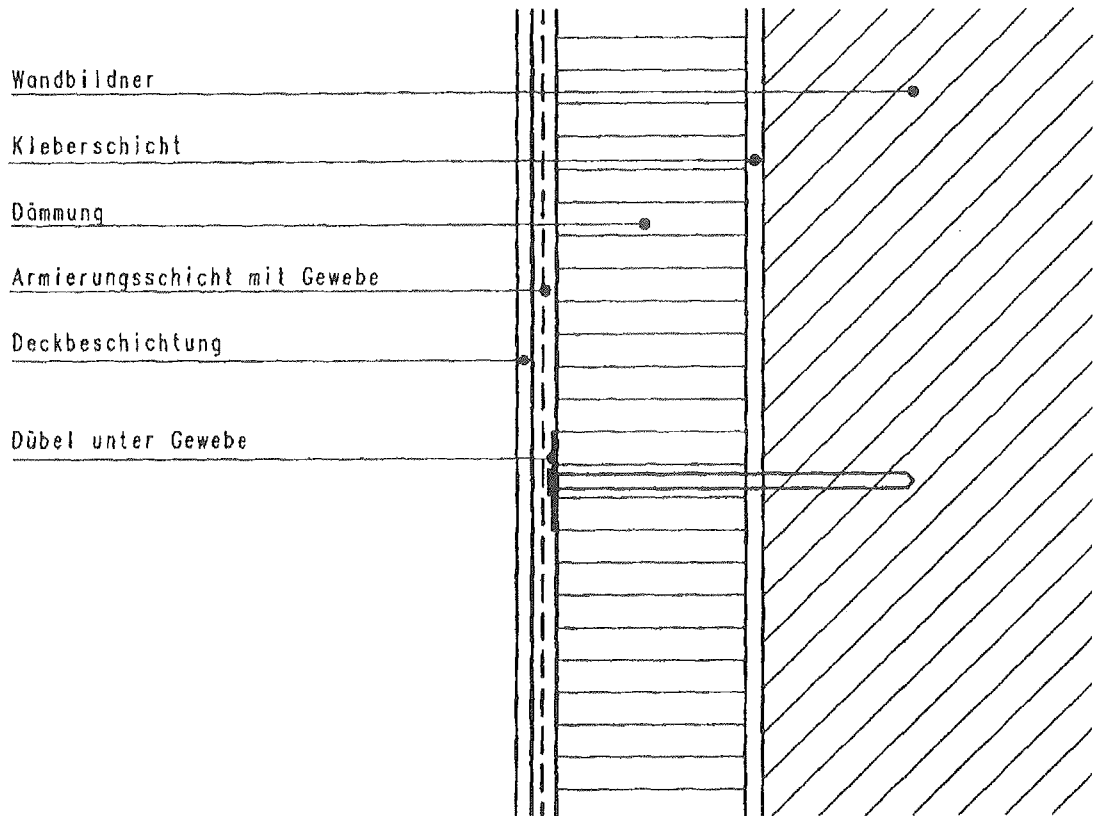 Wandbildner
Kleberschicht
Dämmung
Armierungsschicht mit Gewebe
Deckbeschichtung
Dübel unter Gewebe